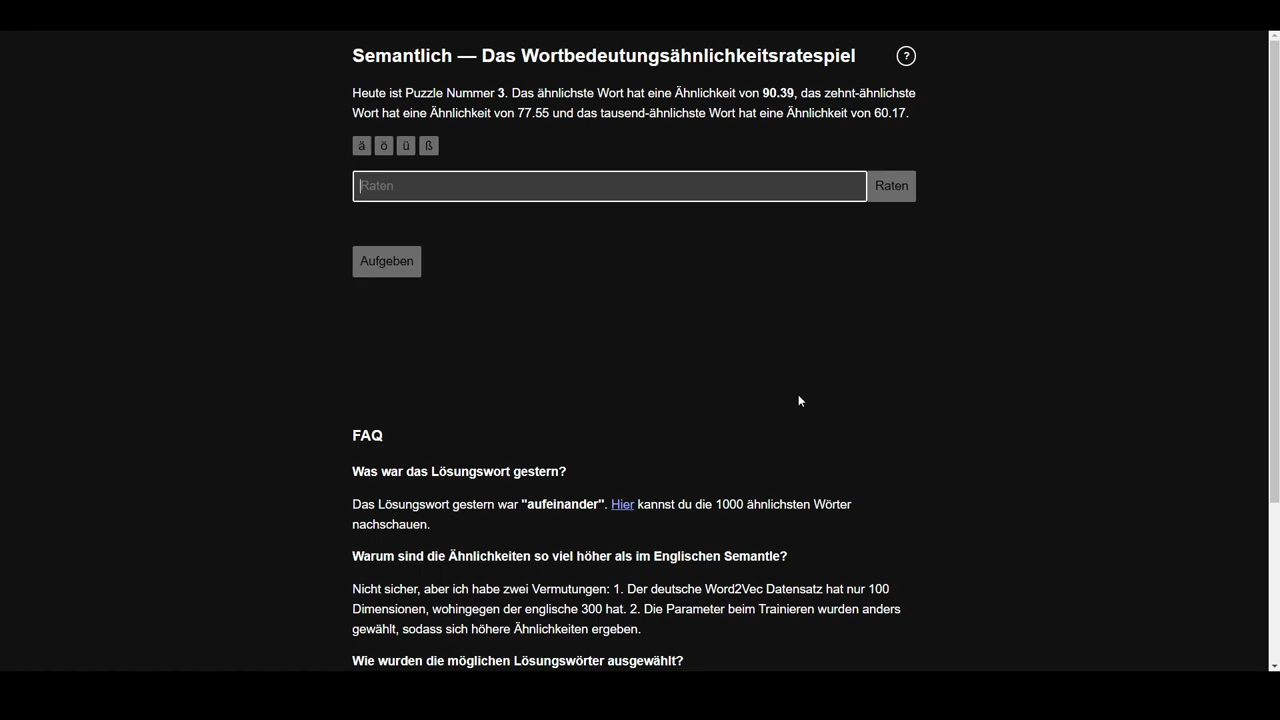 Semantlich — Das Wortbedeutungsähnlichkeitsratespiel
?
Heute ist Puzzle Nummer 3. Das ähnlichste Wort hat eine Ähnlichkeit von 90.39, das zehnt-ähnlichste
Wort hat eine Ähnlichkeit von 77.55 und das tausend-ähnlichste Wort hat eine Ähnlichkeit von 60.17.
ä ö ü ß
Raten Raten
Aufgeben
FAQ
Was war das Lösungswort gestern?
Das Lösungswort gestern war "aufeinander". Hier kannst du die 1000 ähnlichsten Wörter
nachschauen.
Warum sind die Ähnlichkeiten so viel höher als im Englischen Semantle?
Nicht sicher, aber ich habe zwei Vermutungen: 1. Der deutsche Word2Vec Datensatz hat nur 100
Dimensionen, wohingegen der englische 300 hat. 2. Die Parameter beim Trainieren wurden anders
gewählt, sodass sich höhere Ähnlichkeiten ergeben.
Wie wurden die möglichen Lösungswörter ausgewählt?